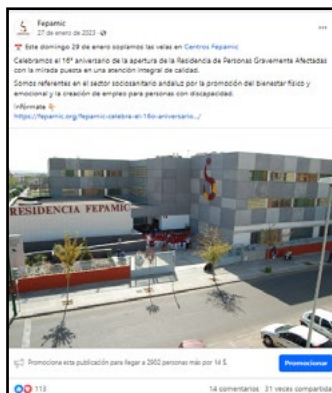 Fepamic
27 de enero de 2023
Este domingo 29 de enero soplamos las velas en Centros Fepamic
Celebramos el 16º aniversario de la apertura de la Residencia de Personas Gravemente Afectadas
con la mirada puesta en una atención integral de calidad.
Somos referentes en el sector sociosanitario andaluz por la promoción del bienestar físico y
emocional y la creación de empleo para personas con discapacidad.
Infórmate
https://fepamic.org/fepamic-celebra-el-16o-aniversario.../
RESIDENCIA FEPAMIC
Promociona esta publicación para llegar a 2902 personas más por 14 $.
Promocionar
113
14 comentarios 31 veces compartida